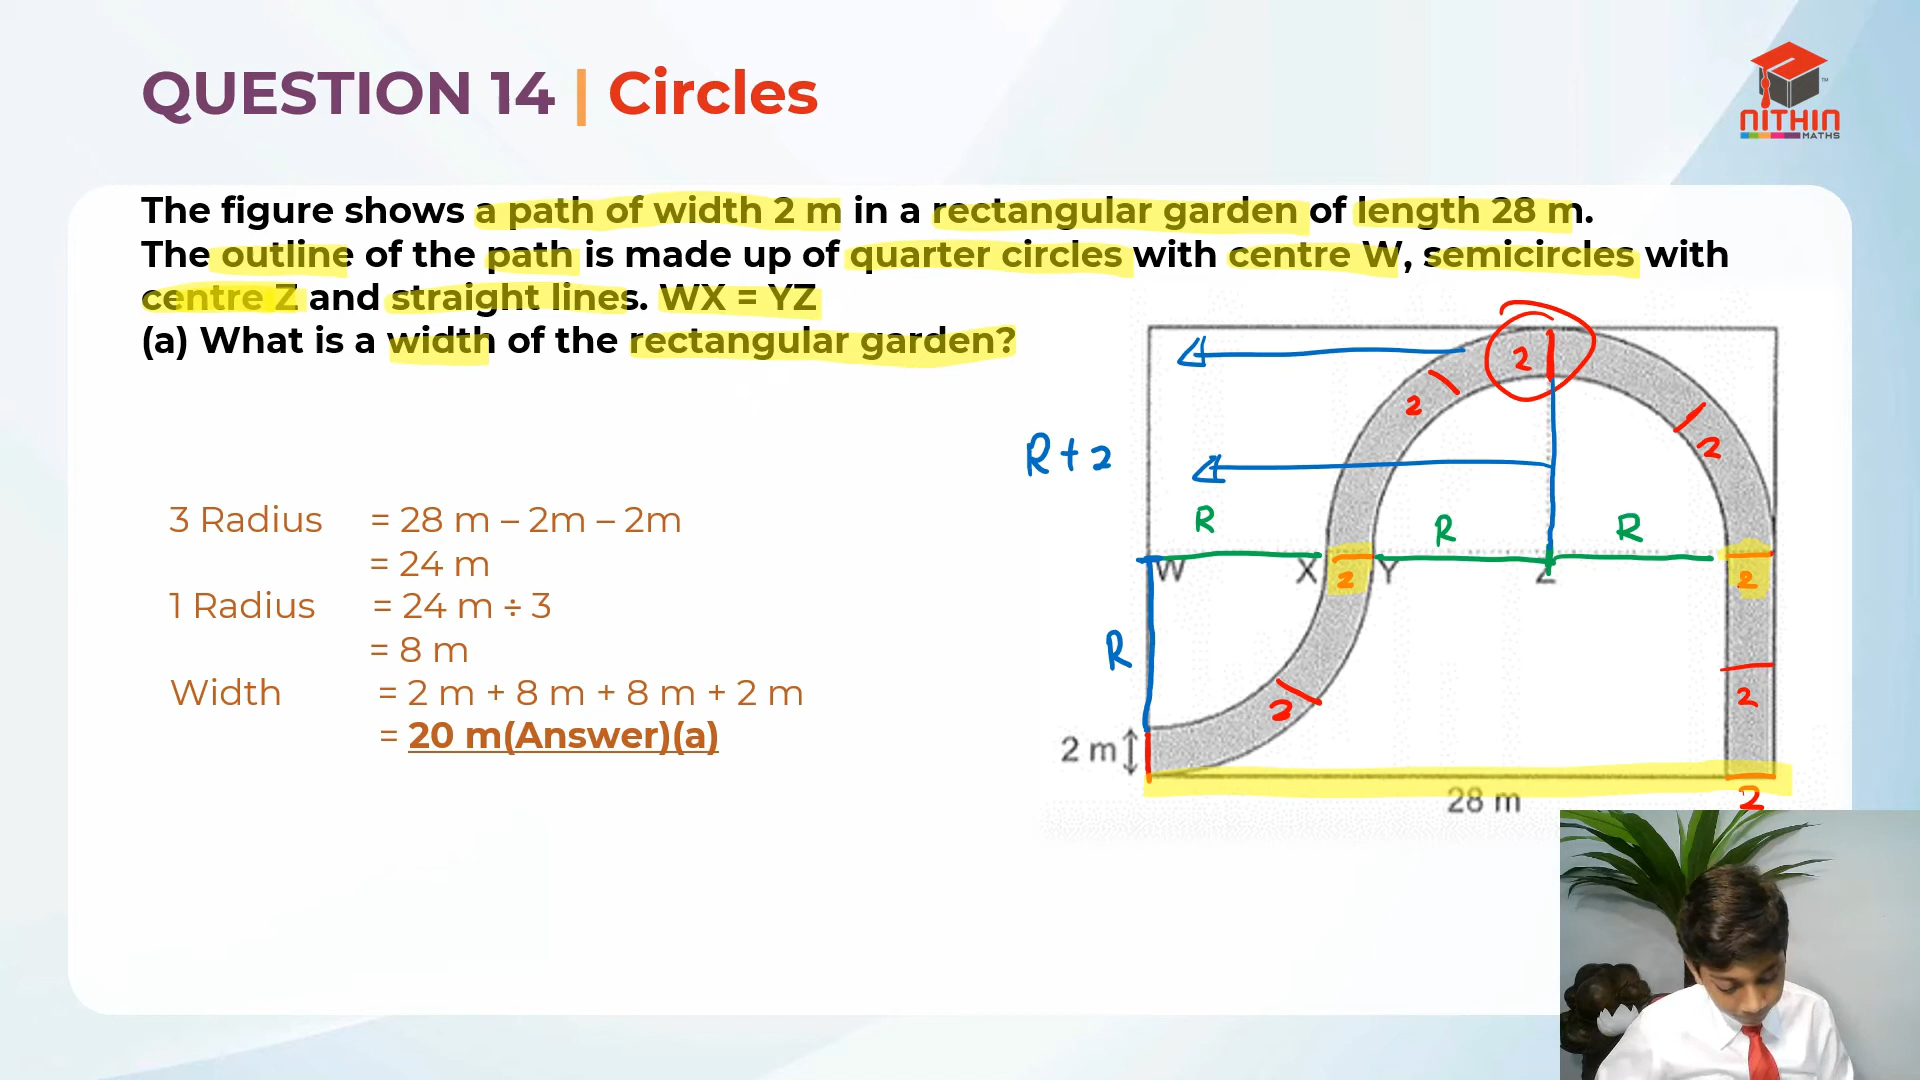 QUESTION 14 | Circles
NITHIN
MATHS
TM
The figure shows a path of width 2 m in a rectangular garden of length 28 m.
The outline of the path is made up of quarter circles with centre W, semicircles with
centre Z and straight lines. WX = YZ
(a) What is a width of the rectangular garden?
3 Radius = 28 m – 2m – 2m
= 24 m
1 Radius = 24 m ÷ 3
= 8 m
Width = 2 m + 8 m + 8 m + 2 m
= 20 m(Answer)(a)
2
2
2
R + 2
R R R
W X 2 Y Z 2
R
2
2
2 m
28 m
2